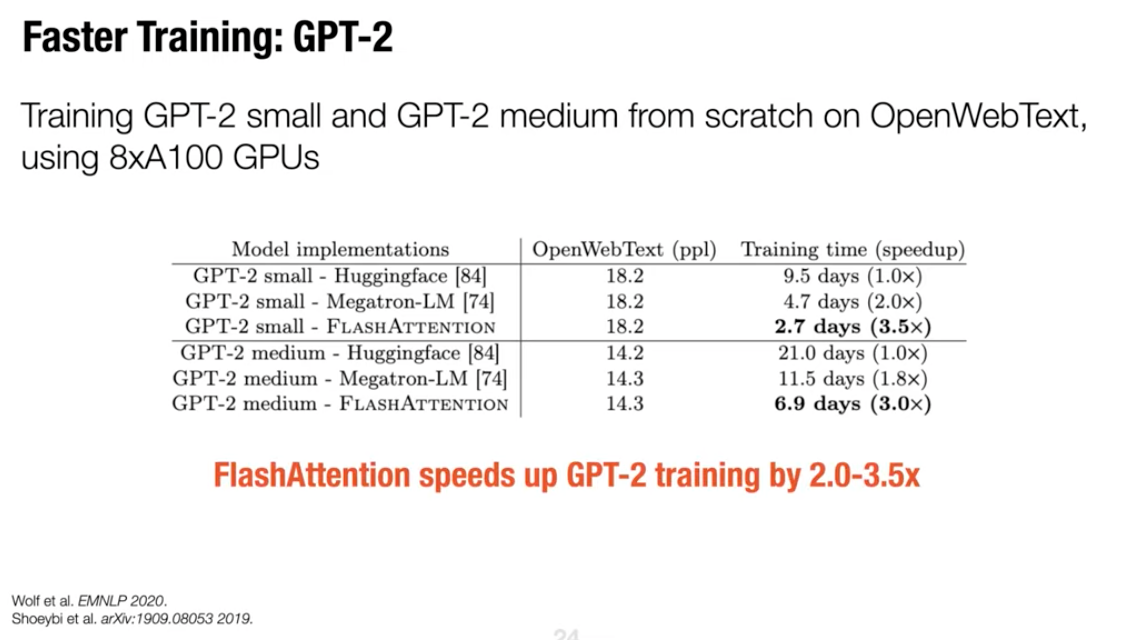 Faster Training: GPT-2
Training GPT-2 small and GPT-2 medium from scratch on OpenWebText,
using 8xA100 GPUs
Model implementations OpenWebText (ppl) Training time (speedup)
GPT-2 small - Huggingface [84] 18.2 9.5 days (1.0×)
GPT-2 small - Megatron-LM [74] 18.2 4.7 days (2.0×)
GPT-2 small - FLASHATTENTION 18.2 2.7 days (3.5×)
GPT-2 medium - Huggingface [84] 14.2 21.0 days (1.0×)
GPT-2 medium - Megatron-LM [74] 14.3 11.5 days (1.8×)
GPT-2 medium - FLASHATTENTION 14.3 6.9 days (3.0×)
FlashAttention speeds up GPT-2 training by 2.0-3.5x
Wolf et al. EMNLP 2020.
Shoeybi et al. arXiv:1909.08053 2019.
24